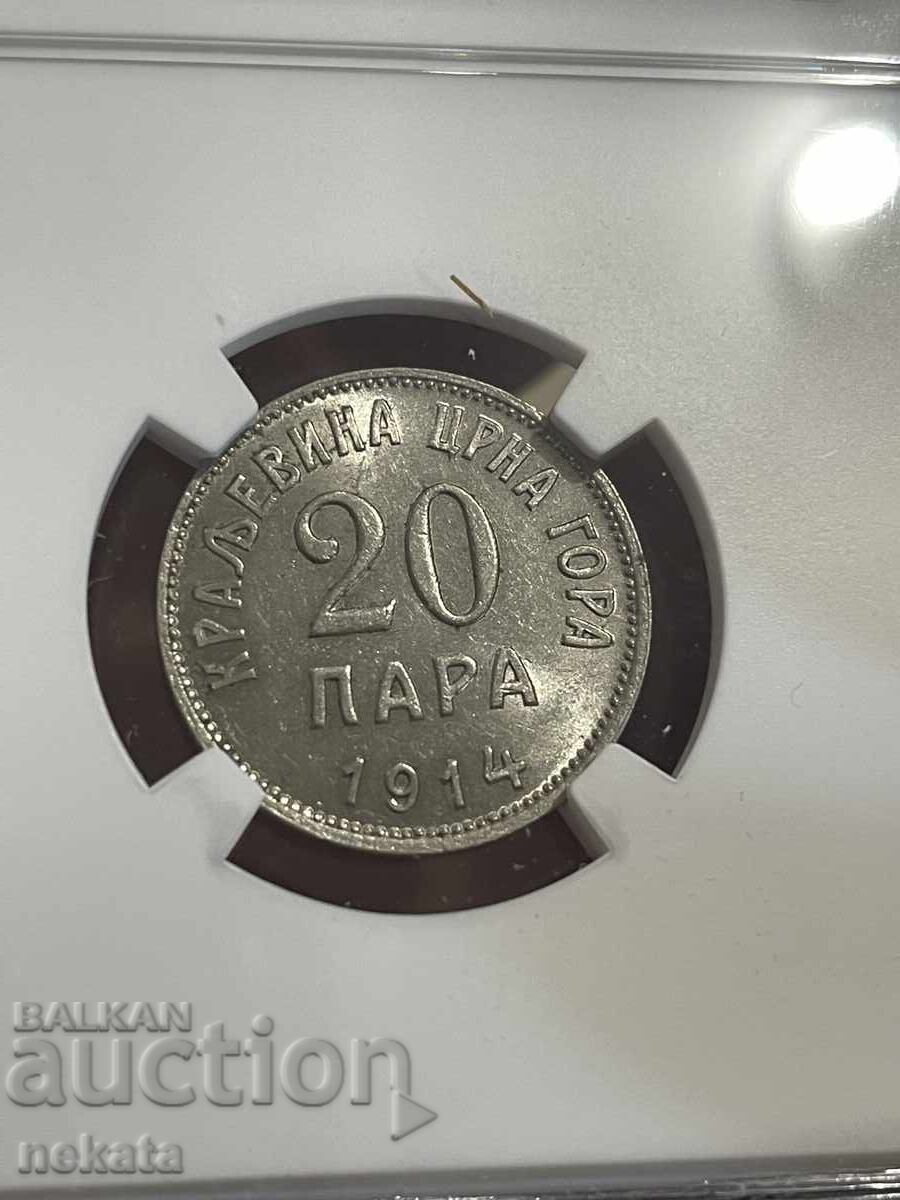 КРАЉЕВИНА ЦРНА ГОРА
20
ПАРА
1914
BALKAN
auction
nekata